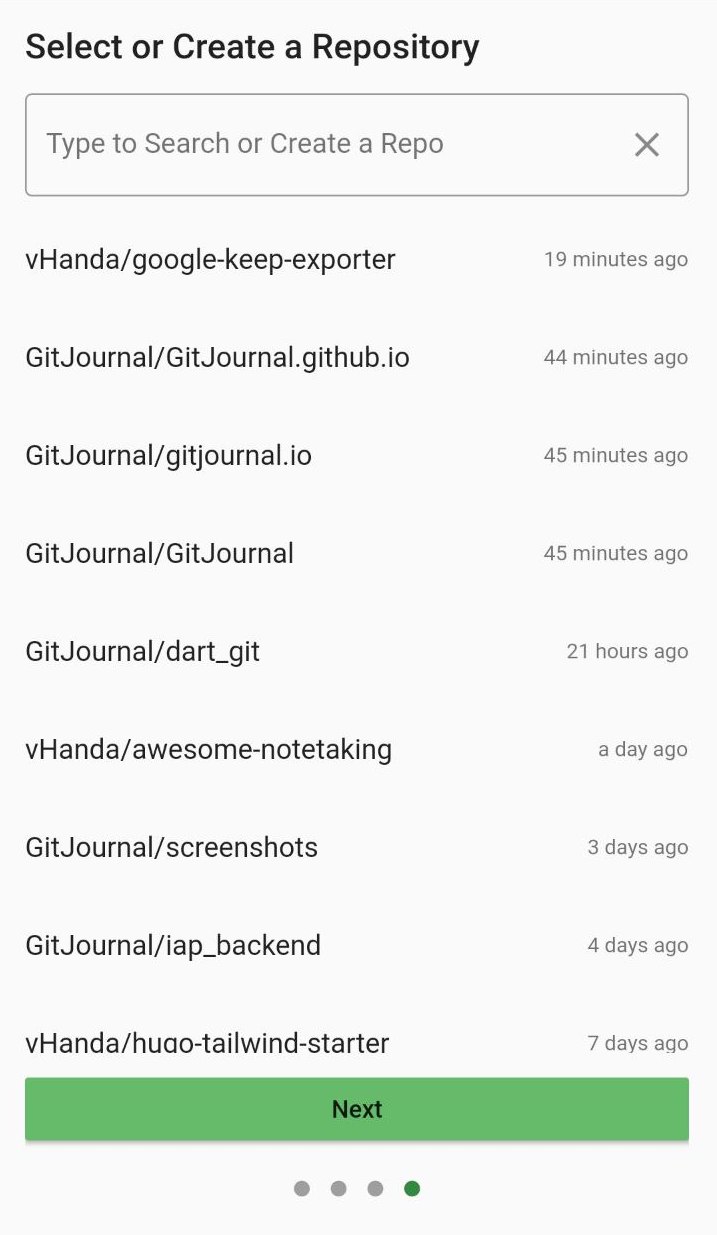 Select or Create a Repository
Type to Search or Create a Repo
vHanda/google-keep-exporter 19 minutes ago
GitJournal/GitJournal.github.io 44 minutes ago
GitJournal/gitjournal.io 45 minutes ago
GitJournal/GitJournal 45 minutes ago
GitJournal/dart_git 21 hours ago
vHanda/awesome-notetaking a day ago
GitJournal/screenshots 3 days ago
GitJournal/iap_backend 4 days ago
vHanda/hugo-tailwind-starter 7 days ago
Next